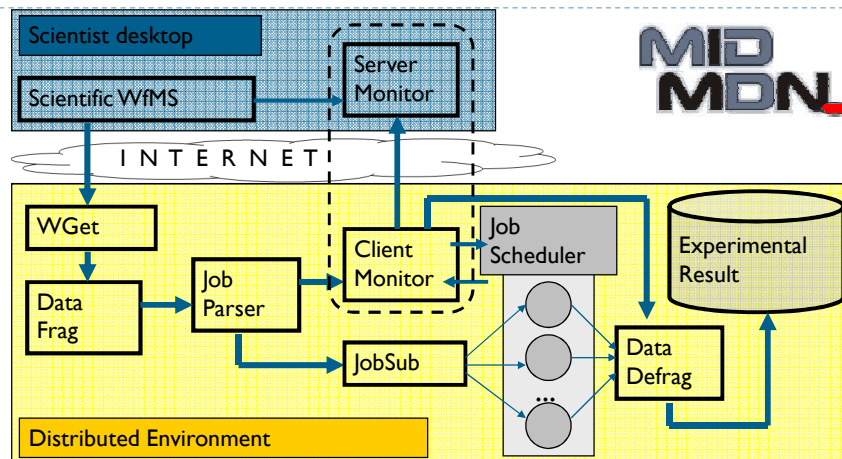 Scientist desktop
Scientific WfMS
Server
Monitor
MID
MDN
INTERNET
WGet
Data
Frag
Job
Parser
Client
Monitor
Job
Scheduler
Experimental
Result
JobSub
...
Data
Defrag
Distributed Environment